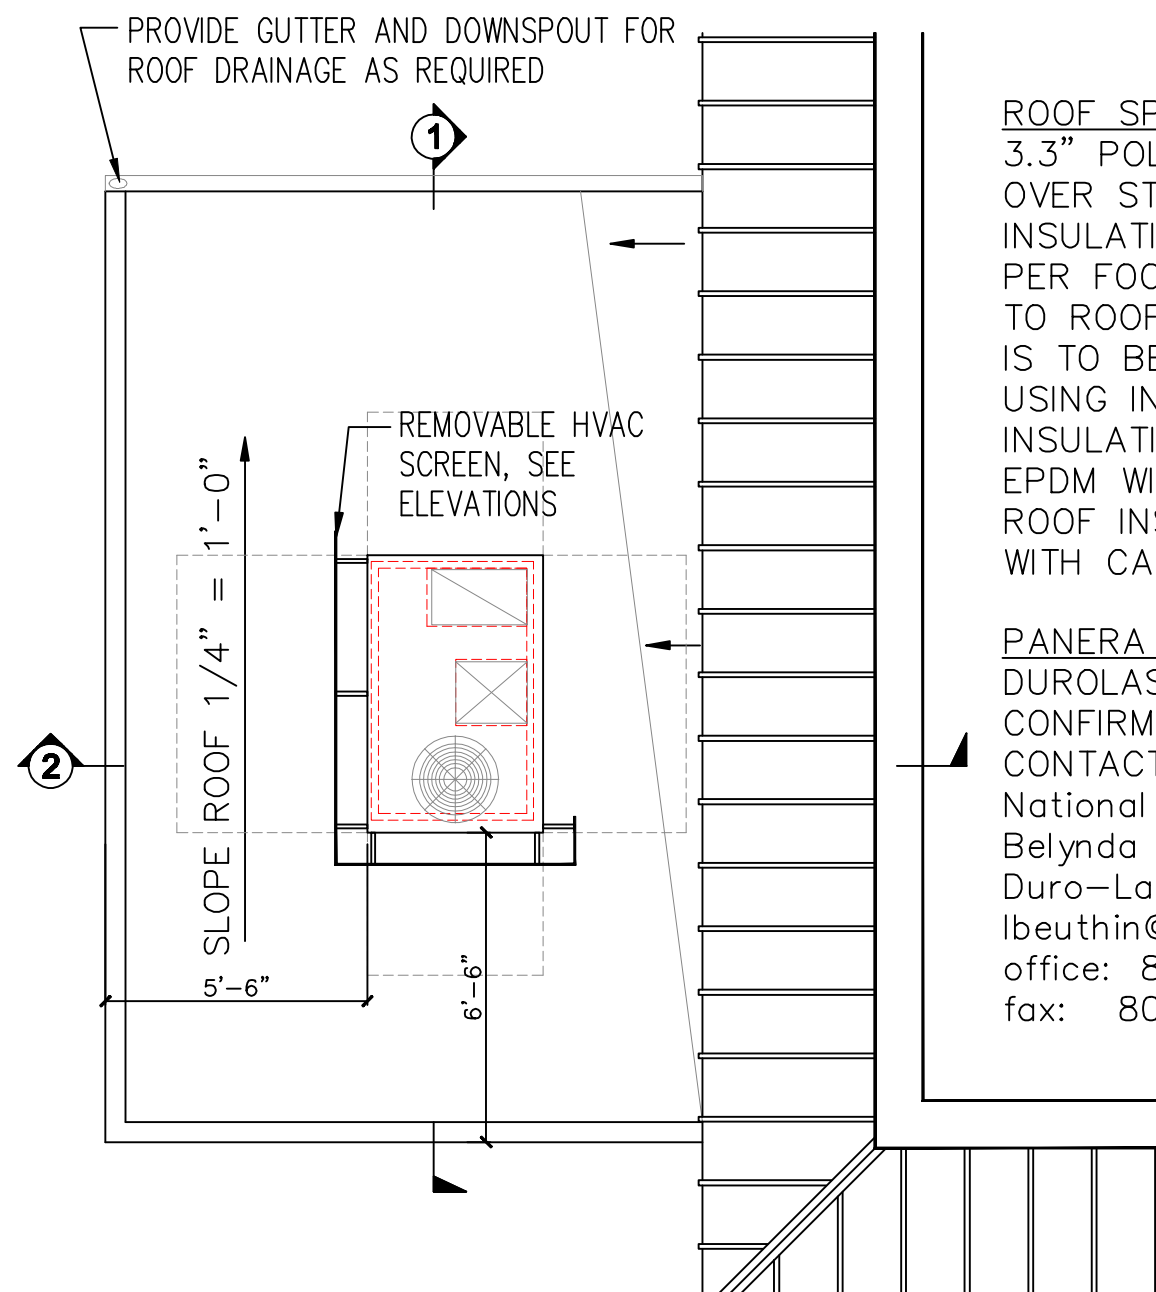 PROVIDE GUTTER AND DOWNSPOUT FOR
ROOF DRAINAGE AS REQUIRED
1
REMOVABLE HVAC
SCREEN, SEE
ELEVATIONS
SLOPE ROOF 1/4" = 1'-0"
2
5'-6"
6'-6"
ROOF SP
3.3" POL
OVER ST
INSULATI
PER FOO
TO ROOF
IS TO BE
USING IN
INSULATI
EPDM WI
ROOF INS
WITH CA
PANERA
DUROLAS
CONFIRM
CONTACT
National
Belynda
Duro-La
lbeuthin@
office: 8
fax: 80